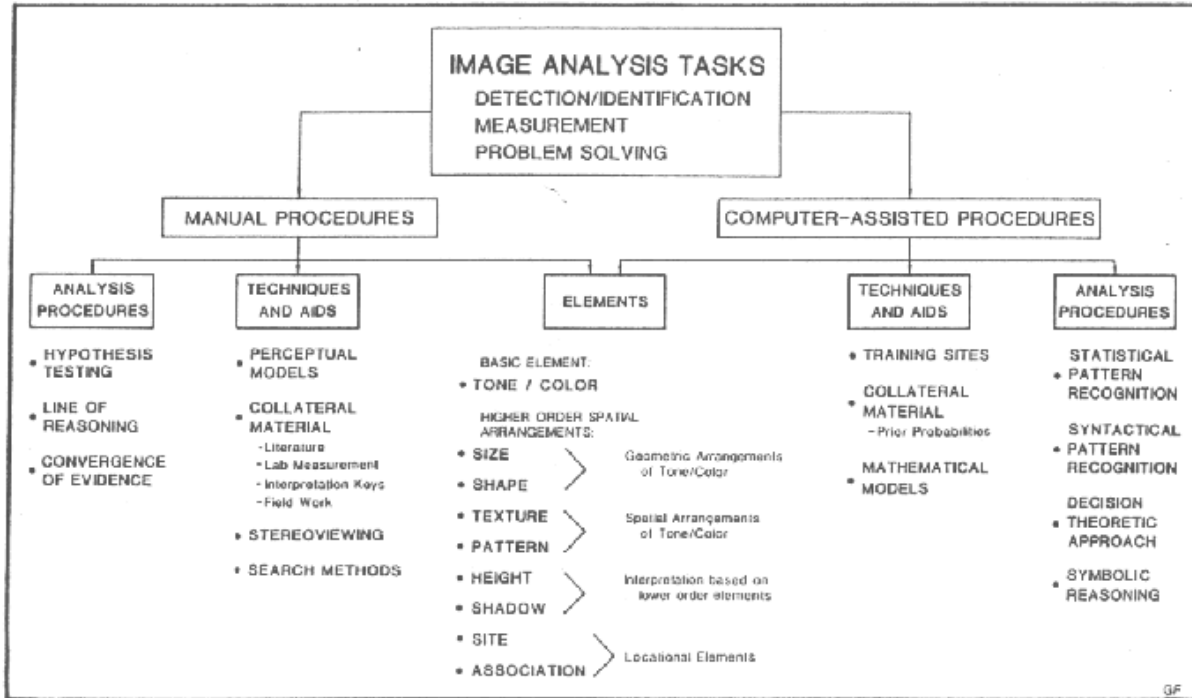 IMAGE ANALYSIS TASKS
DETECTION/IDENTIFICATION
MEASUREMENT
PROBLEM SOLVING
MANUAL PROCEDURES
COMPUTER-ASSISTED PROCEDURES
ANALYSIS
PROCEDURES
• HYPOTHESIS
TESTING
• LINE OF
REASONING
• CONVERGENCE
OF EVIDENCE
TECHNIQUES
AND AIDS
• PERCEPTUAL
MODELS
• COLLATERAL
MATERIAL
-Literature
-Lab Measurement
-Interpretation Keys
-Field Work
• STEREOVIEWING
• SEARCH METHODS
ELEMENTS
BASIC ELEMENT:
• TONE / COLOR
HIGHER ORDER SPATIAL
ARRANGEMENTS:
• SIZE
• SHAPE
Geometric Arrangements
of Tone/Color
• TEXTURE
• PATTERN
Spatial Arrangements
of Tone/Color
• HEIGHT
• SHADOW
Interpretation based on
lower order elements
• SITE
• ASSOCIATION
Locational Elements
TECHNIQUES
AND AIDS
• TRAINING SITES
• COLLATERAL
MATERIAL
-Prior Probabilities
• MATHEMATICAL
MODELS
ANALYSIS
PROCEDURES
STATISTICAL
• PATTERN
RECOGNITION
SYNTACTICAL
• PATTERN
RECOGNITION
DECISION
• THEORETIC
APPROACH
• SYMBOLIC
REASONING